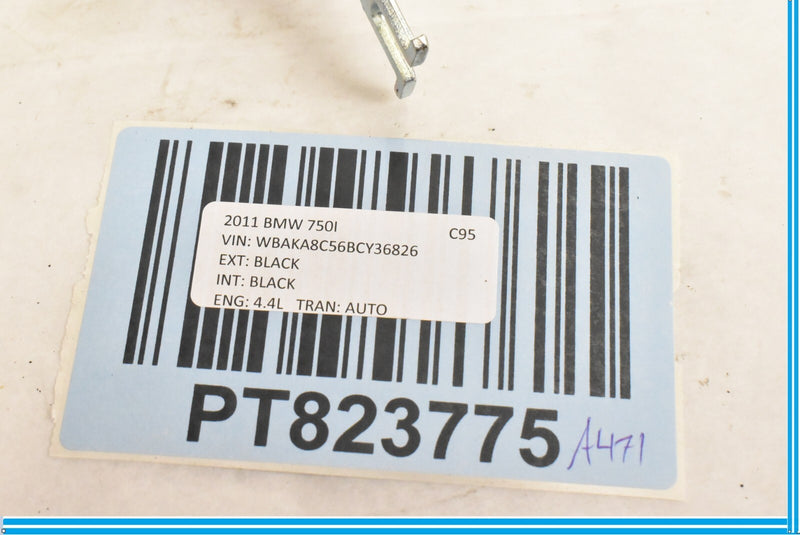 2011 BMW 750I C95
VIN: WBAKA8C56BCY36826
EXT: BLACK
INT: BLACK
ENG: 4.4L TRAN: AUTO
PT823775 A471